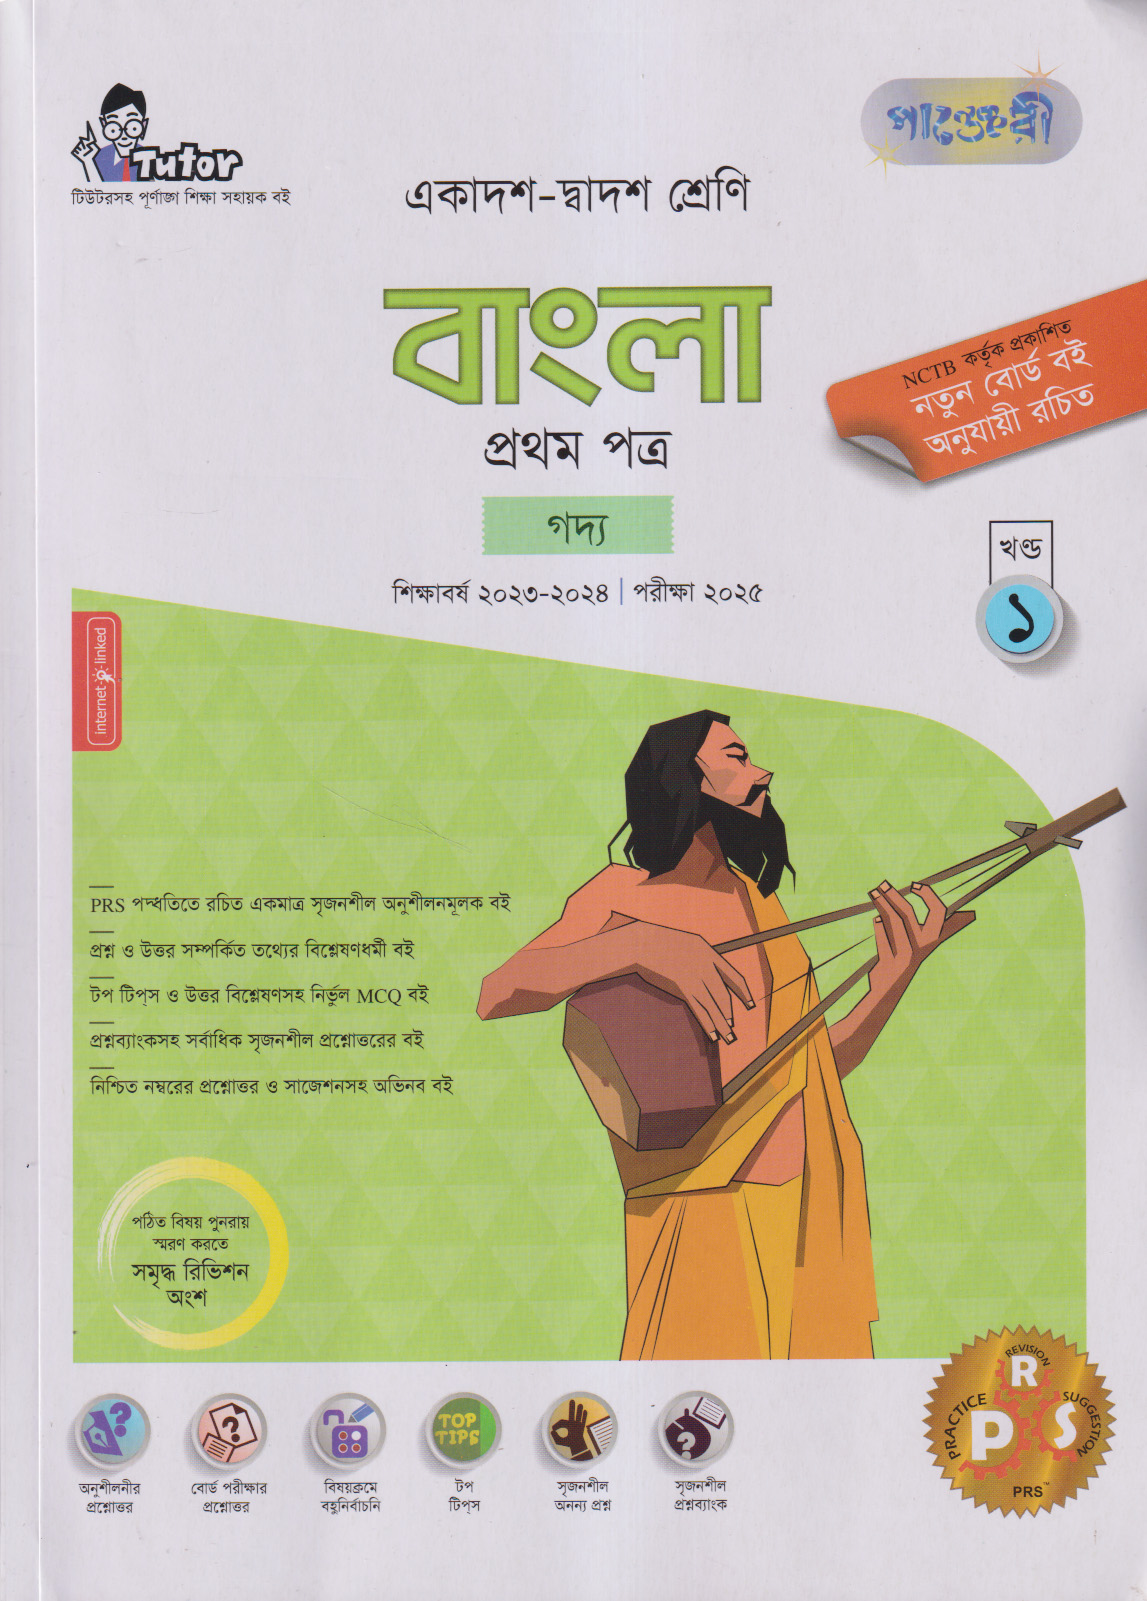 Tutor
টিউটরসহ পূর্ণাঙ্গ শিক্ষা সহায়ক বই
পাঞ্জেরী
একাদশ-দ্বাদশ শ্রেণি
বাংলা
প্রথম পত্র
গদ্য
শিক্ষাবর্ষ ২০২৩-২০২৪ | পরীক্ষা ২০২৫
NCTB কর্তৃক প্রকাশিত
নতুন বোর্ড বই
অনুযায়ী রচিত
খণ্ড
১
internet-linked
PRS পদ্ধতিতে রচিত একমাত্র সৃজনশীল অনুশীলনমূলক বই
প্রশ্ন ও উত্তর সম্পর্কিত তথ্যের বিশ্লেষণধর্মী বই
টপ টিপ্‌স ও উত্তর বিশ্লেষণসহ নির্ভুল MCQ বই
প্রশ্নব্যাংকসহ সর্বাধিক সৃজনশীল প্রশ্নোত্তরের বই
নিশ্চিত নম্বরের প্রশ্নোত্তর ও সাজেশনসহ অভিনব বই
পঠিত বিষয় পুনরায়
স্মরণ করতে
সমৃদ্ধ রিভিশন
অংশ
TOP
TIPS
অনুশীলনীর
প্রশ্নোত্তর
বোর্ড পরীক্ষার
প্রশ্নোত্তর
বিষয়ক্রমে
বহুনির্বাচনি
টপ
টিপ্‌স
সৃজনশীল
অনন্য প্রশ্ন
সৃজনশীল
প্রশ্নব্যাংক
PRACTICE
REVISION
SUGGESTION
P R S
PRS™